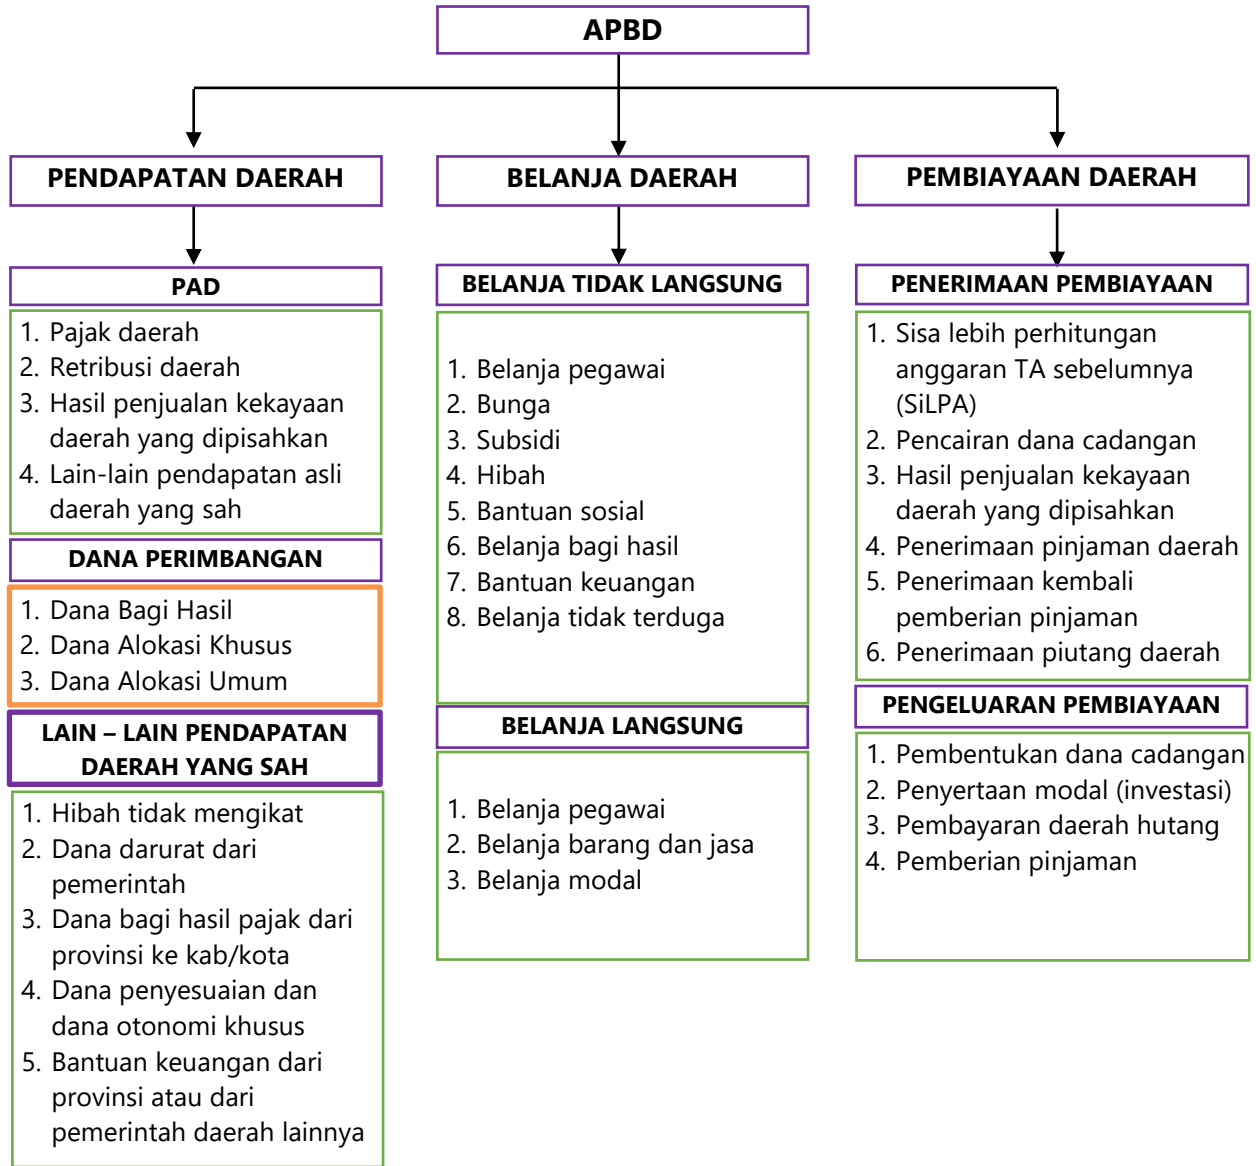 APBD
PENDAPATAN DAERAH
PAD
1. Pajak daerah
2. Retribusi daerah
3. Hasil penjualan kekayaan
daerah yang dipisahkan
4. Lain-lain pendapatan asli
daerah yang sah
DANA PERIMBANGAN
1. Dana Bagi Hasil
2. Dana Alokasi Khusus
3. Dana Alokasi Umum
LAIN – LAIN PENDAPATAN
DAERAH YANG SAH
1. Hibah tidak mengikat
2. Dana darurat dari
pemerintah
3. Dana bagi hasil pajak dari
provinsi ke kab/kota
4. Dana penyesuaian dan
dana otonomi khusus
5. Bantuan keuangan dari
provinsi atau dari
pemerintah daerah lainnya
BELANJA DAERAH
BELANJA TIDAK LANGSUNG
1. Belanja pegawai
2. Bunga
3. Subsidi
4. Hibah
5. Bantuan sosial
6. Belanja bagi hasil
7. Bantuan keuangan
8. Belanja tidak terduga
BELANJA LANGSUNG
1. Belanja pegawai
2. Belanja barang dan jasa
3. Belanja modal
PEMBIAYAAN DAERAH
PENERIMAAN PEMBIAYAAN
1. Sisa lebih perhitungan
anggaran TA sebelumnya
(SiLPA)
2. Pencairan dana cadangan
3. Hasil penjualan kekayaan
daerah yang dipisahkan
4. Penerimaan pinjaman daerah
5. Penerimaan kembali
pemberian pinjaman
6. Penerimaan piutang daerah
PENGELUARAN PEMBIAYAAN
1. Pembentukan dana cadangan
2. Penyertaan modal (investasi)
3. Pembayaran daerah hutang
4. Pemberian pinjaman